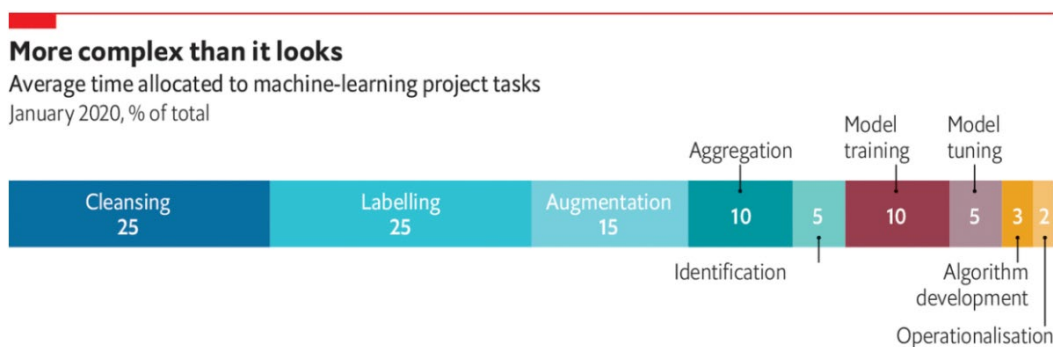 More complex than it looks
Average time allocated to machine-learning project tasks
January 2020, % of total
Aggregation
Model
training
Model
tuning
Cleansing
25
Labelling
25
Augmentation
15
10
5
10
5
3
2
Identification
Algorithm
development
Operationalisation